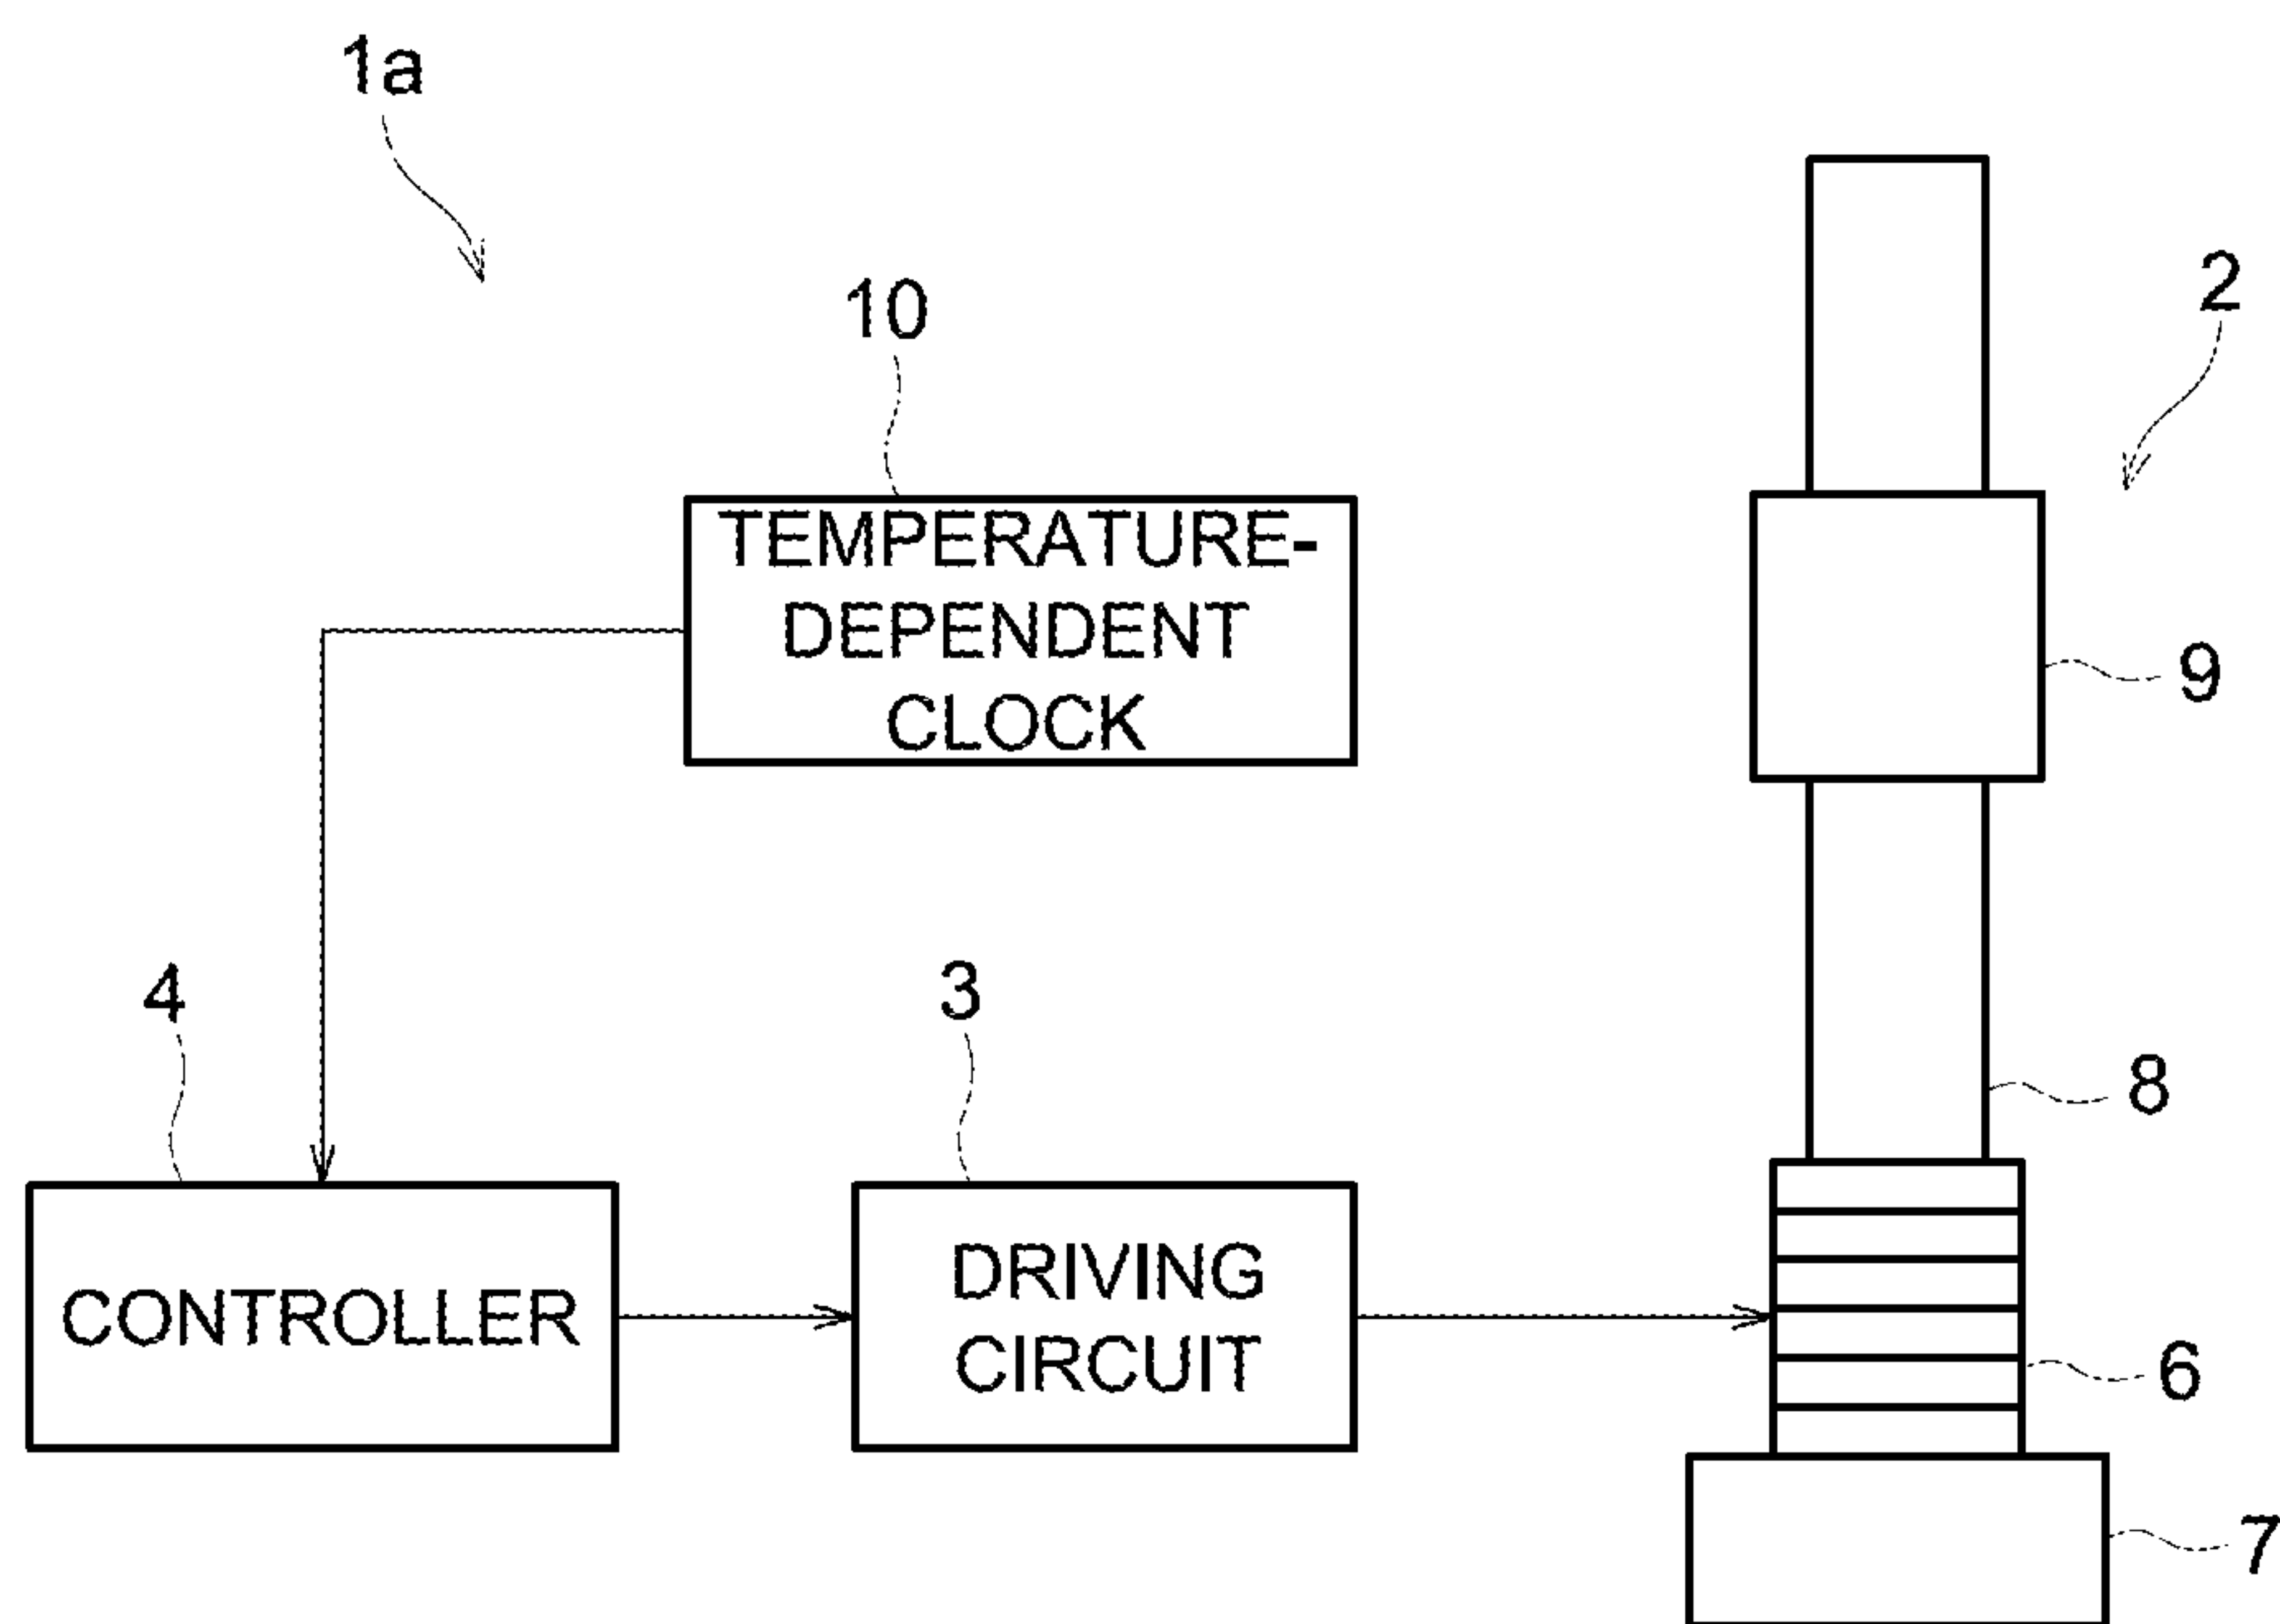 1a
10
2
TEMPERATURE-
DEPENDENT
CLOCK
9
4
3
8
CONTROLLER
DRIVING
CIRCUIT
6
7